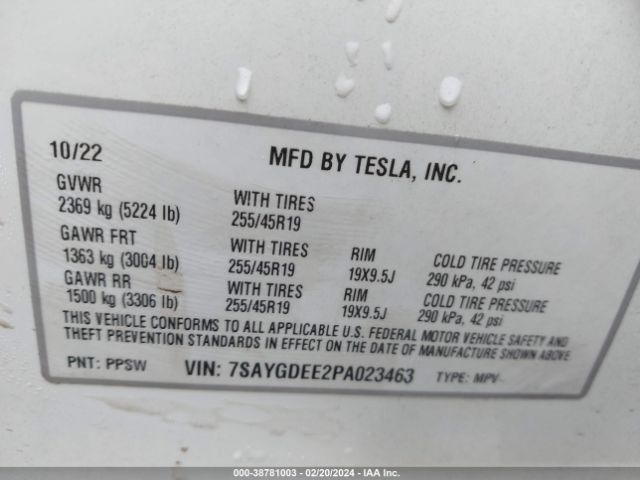 10/22 MFD BY TESLA, INC.
GVWR
2369 kg (5224 lb) WITH TIRES 255/45R19
GAWR FRT
1363 kg (3004 lb) WITH TIRES 255/45R19 RIM 19X9.5J COLD TIRE PRESSURE 290 kPa, 42 psi
GAWR RR
1500 kg (3306 lb) WITH TIRES 255/45R19 RIM 19X9.5J COLD TIRE PRESSURE 290 kPa, 42 psi
THIS VEHICLE CONFORMS TO ALL APPLICABLE U.S. FEDERAL MOTOR VEHICLE SAFETY AND
THEFT PREVENTION STANDARDS IN EFFECT ON THE DATE OF MANUFACTURE SHOWN ABOVE
PNT: PPSW VIN: 7SAYGDEE2PA023463 TYPE: MPV
000-38781003 - 02/20/2024 - IAAI.COM